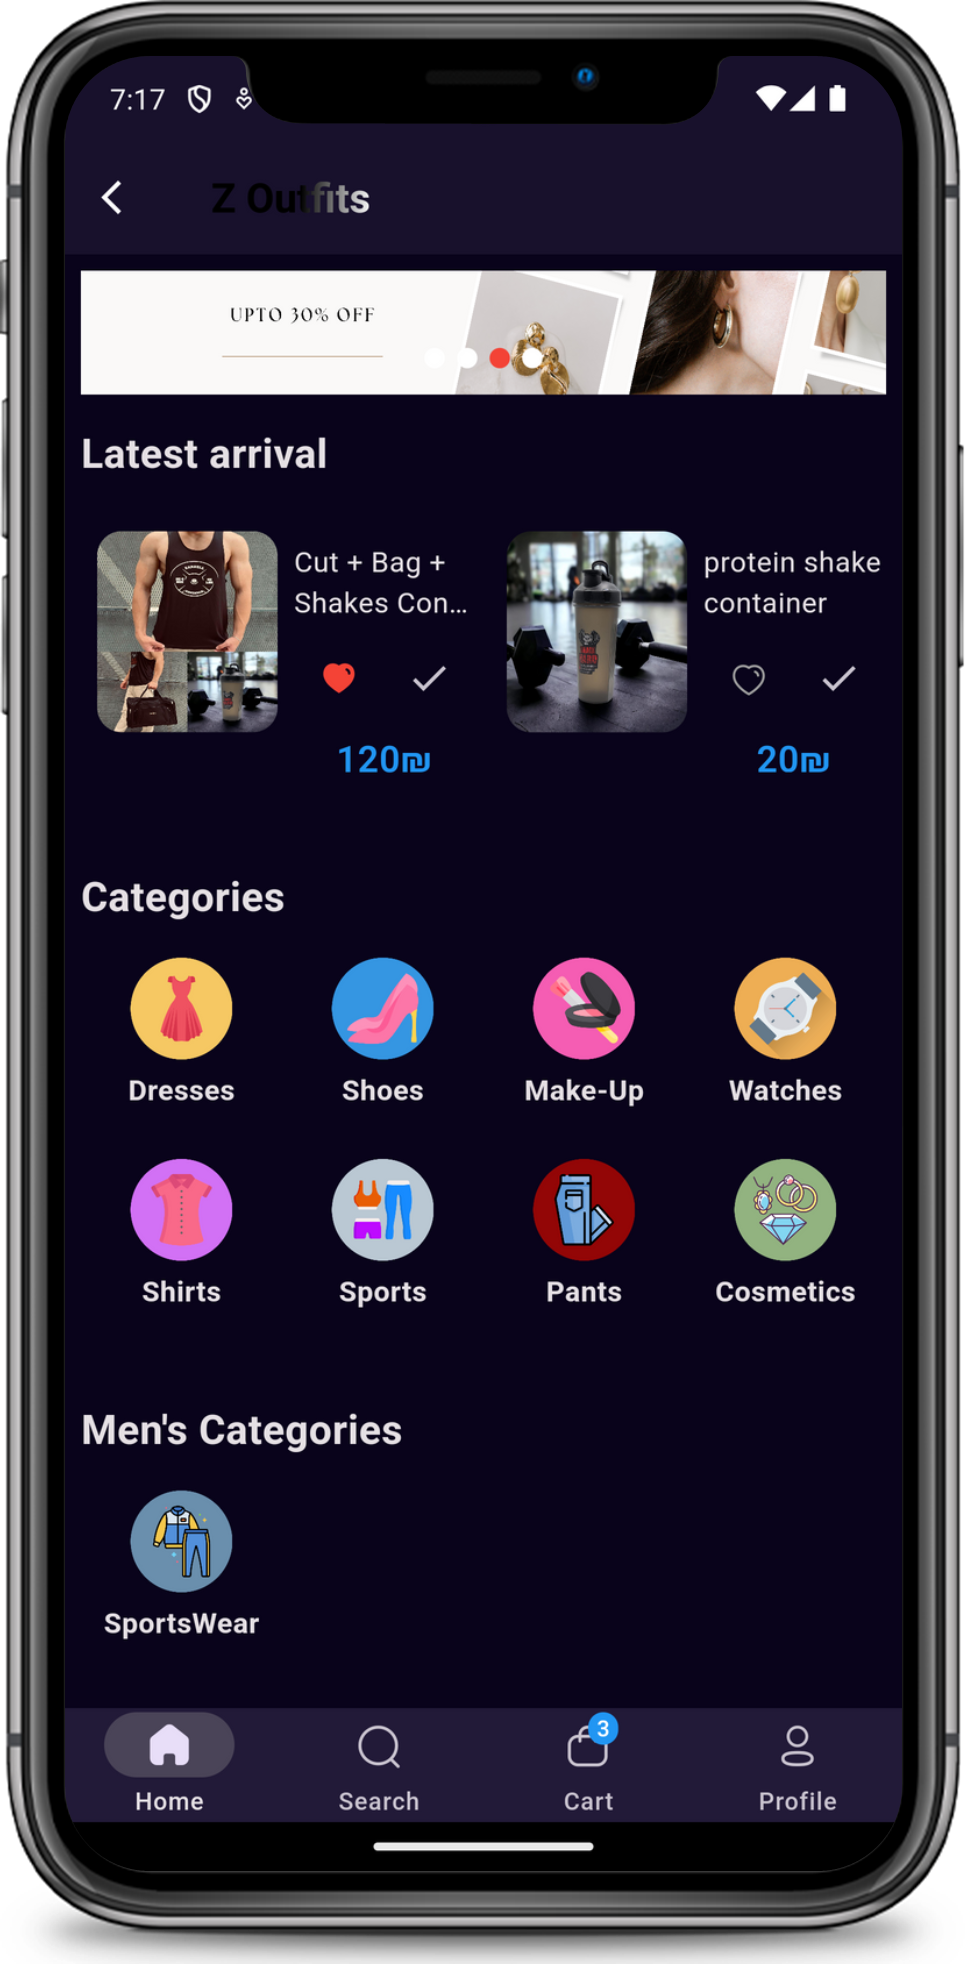 7:17
Z Outfits
UPTO 30% OFF
Latest arrival
Cut + Bag +
Shakes Con...
120₪
protein shake
container
20₪
Categories
Dresses
Shoes
Make-Up
Watches
Shirts
Sports
Pants
Cosmetics
Men's Categories
SportsWear
3
Home
Search
Cart
Profile